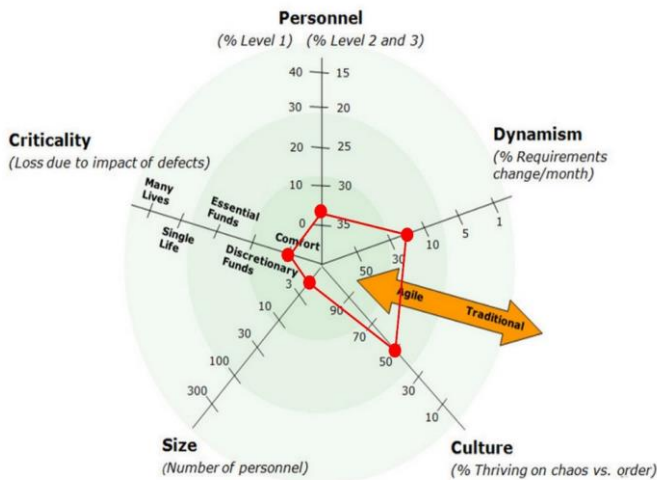 Personnel
(% Level 1) (% Level 2 and 3)
40 15
30 20
20 25
10 30
0 35
Criticality
(Loss due to impact of defects)
Many
Lives
Single
Life
Essential
Funds
Discretionary
Funds
Comfort
Dynamism
(% Requirements
change/month)
1
5
10
30
50
Agile
Traditional
90
70
50
30
10
Culture
(% Thriving on chaos vs. order)
3
10
30
100
300
Size
(Number of personnel)